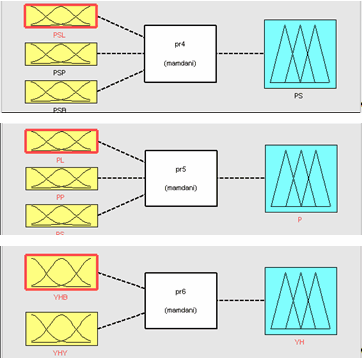 PSL
pr4
PSP
(mamdani)
PSB
PS
PL
pr5
PP
(mamdani)
P
YHB
pr6
(mamdani)
YHY
YH